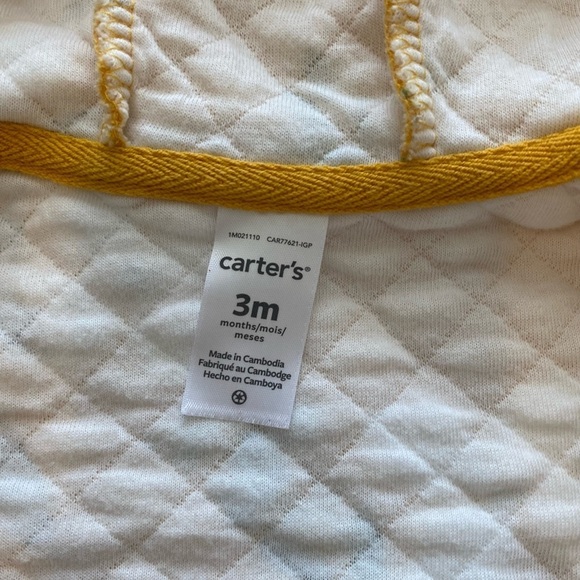 1M021110 CAR77621-IGP
carter's®
3m
months/mois/
meses
Made in Cambodia
Fabriqué au Cambodge
Hecho en Camboya